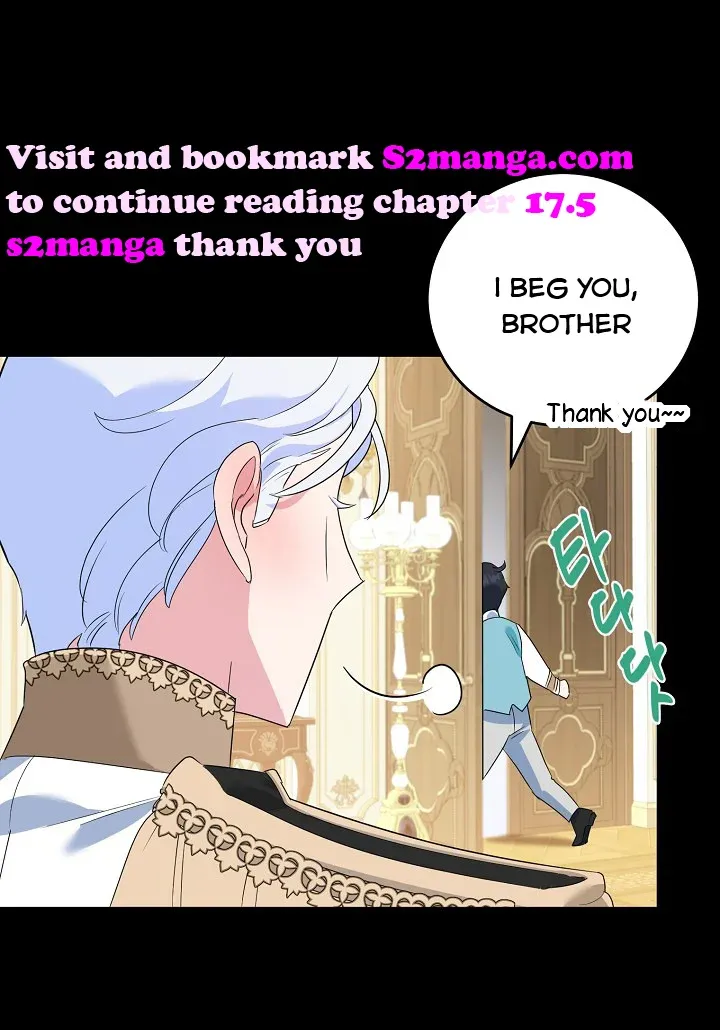 Visit and bookmark S2manga.com
to continue reading chapter 17.5
s2manga thank you
I BEG YOU,
BROTHER
Thank you~~
타
다
닷